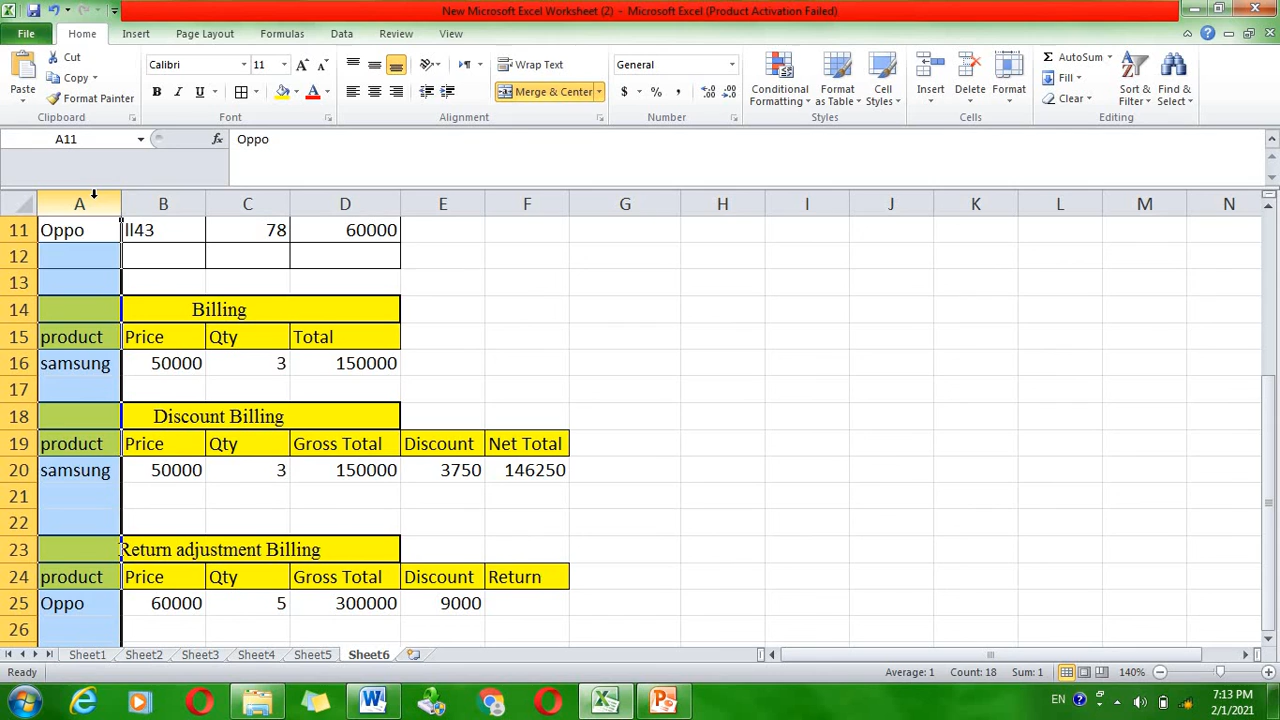 New Microsoft Excel Worksheet (2) - Microsoft Excel (Product Activation Failed)
File Home Insert Page Layout Formulas Data Review View
Paste Cut Copy Format Painter Clipboard
Calibri 11 B I U A A A Font
Wrap Text Merge & Center Alignment
General $ % , Number
Conditional Formatting Format as Table Cell Styles Styles
Insert Delete Format Cells
Σ AutoSum Fill Clear Sort & Filter Find & Select Editing
A11 fx Oppo
A B C D E F G H I J K L M N
11 Oppo ll43 78 60000
12
13
14 Billing
15 product Price Qty Total
16 samsung 50000 3 150000
17
18 Discount Billing
19 product Price Qty Gross Total Discount Net Total
20 samsung 50000 3 150000 3750 146250
21
22
23 Return adjustment Billing
24 product Price Qty Gross Total Discount Return
25 Oppo 60000 5 300000 9000
26
Sheet1 Sheet2 Sheet3 Sheet4 Sheet5 Sheet6
Ready Average: 1 Count: 18 Sum: 1 140%
EN 7:13 PM
2/1/2021